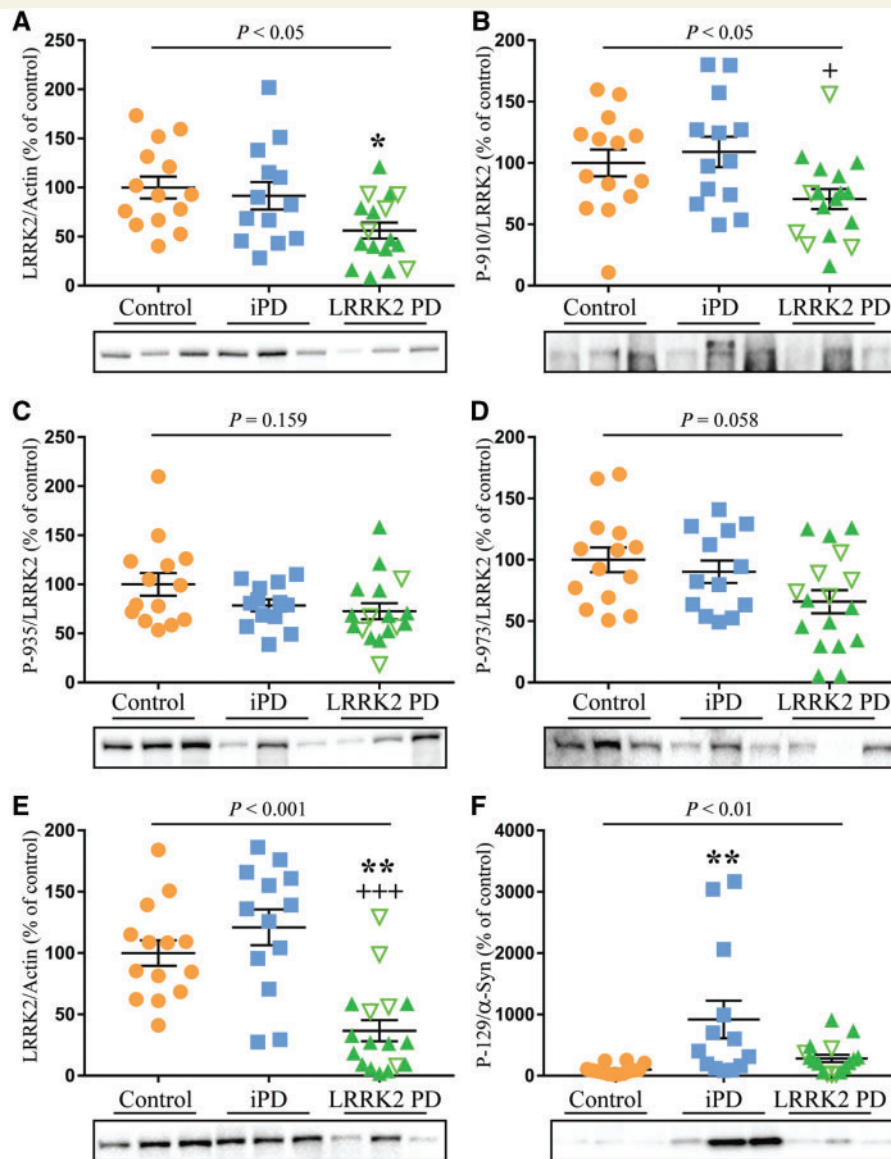 A
P < 0.05
LRRK2/Actin (% of control)
250
200
150
100
50
0
*
Control iPD LRRK2 PD
B
P < 0.05
P-910/LRRK2 (% of control)
200
150
100
50
0
+
Control iPD LRRK2 PD
C
P = 0.159
P-935/LRRK2 (% of control)
250
200
150
100
50
0
Control iPD LRRK2 PD
D
P = 0.058
P-973/LRRK2 (% of control)
200
150
100
50
0
Control iPD LRRK2 PD
E
P < 0.001
LRRK2/Actin (% of control)
200
150
100
50
0
**
+++
Control iPD LRRK2 PD
F
P < 0.01
P-129/α-Syn (% of control)
4000
3000
2000
1000
0
**
Control iPD LRRK2 PD